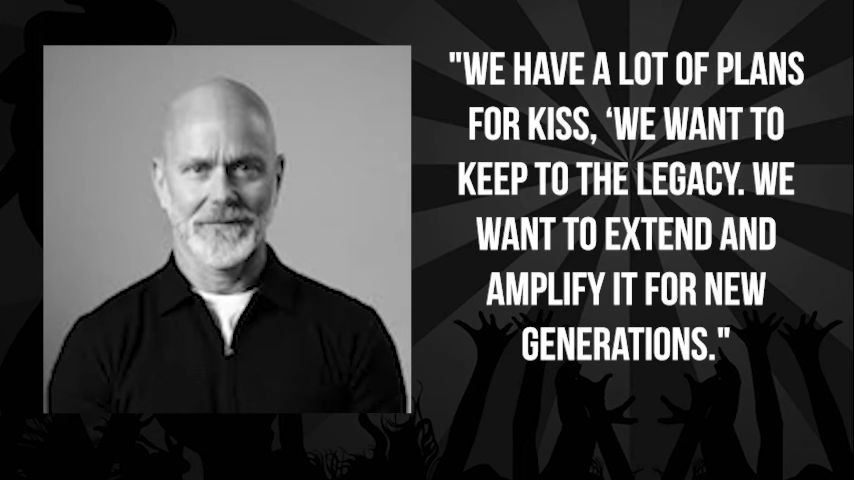 "WE HAVE A LOT OF PLANS
FOR KISS, ‘WE WANT TO
KEEP TO THE LEGACY. WE
WANT TO EXTEND AND
AMPLIFY IT FOR NEW
GENERATIONS."